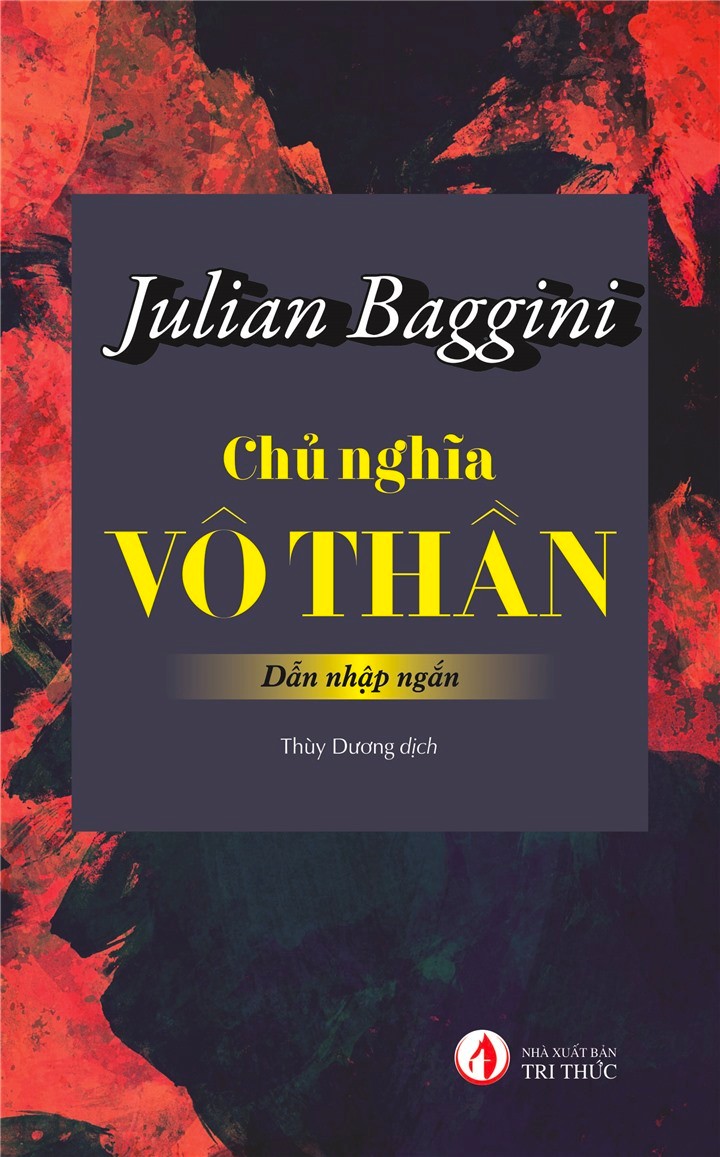 Julian Baggini
Chủ nghĩa
VÔ THẦN
Dẫn nhập ngắn
Thùy Dương dịch
NHÀ XUẤT BẢN
TRI THỨC